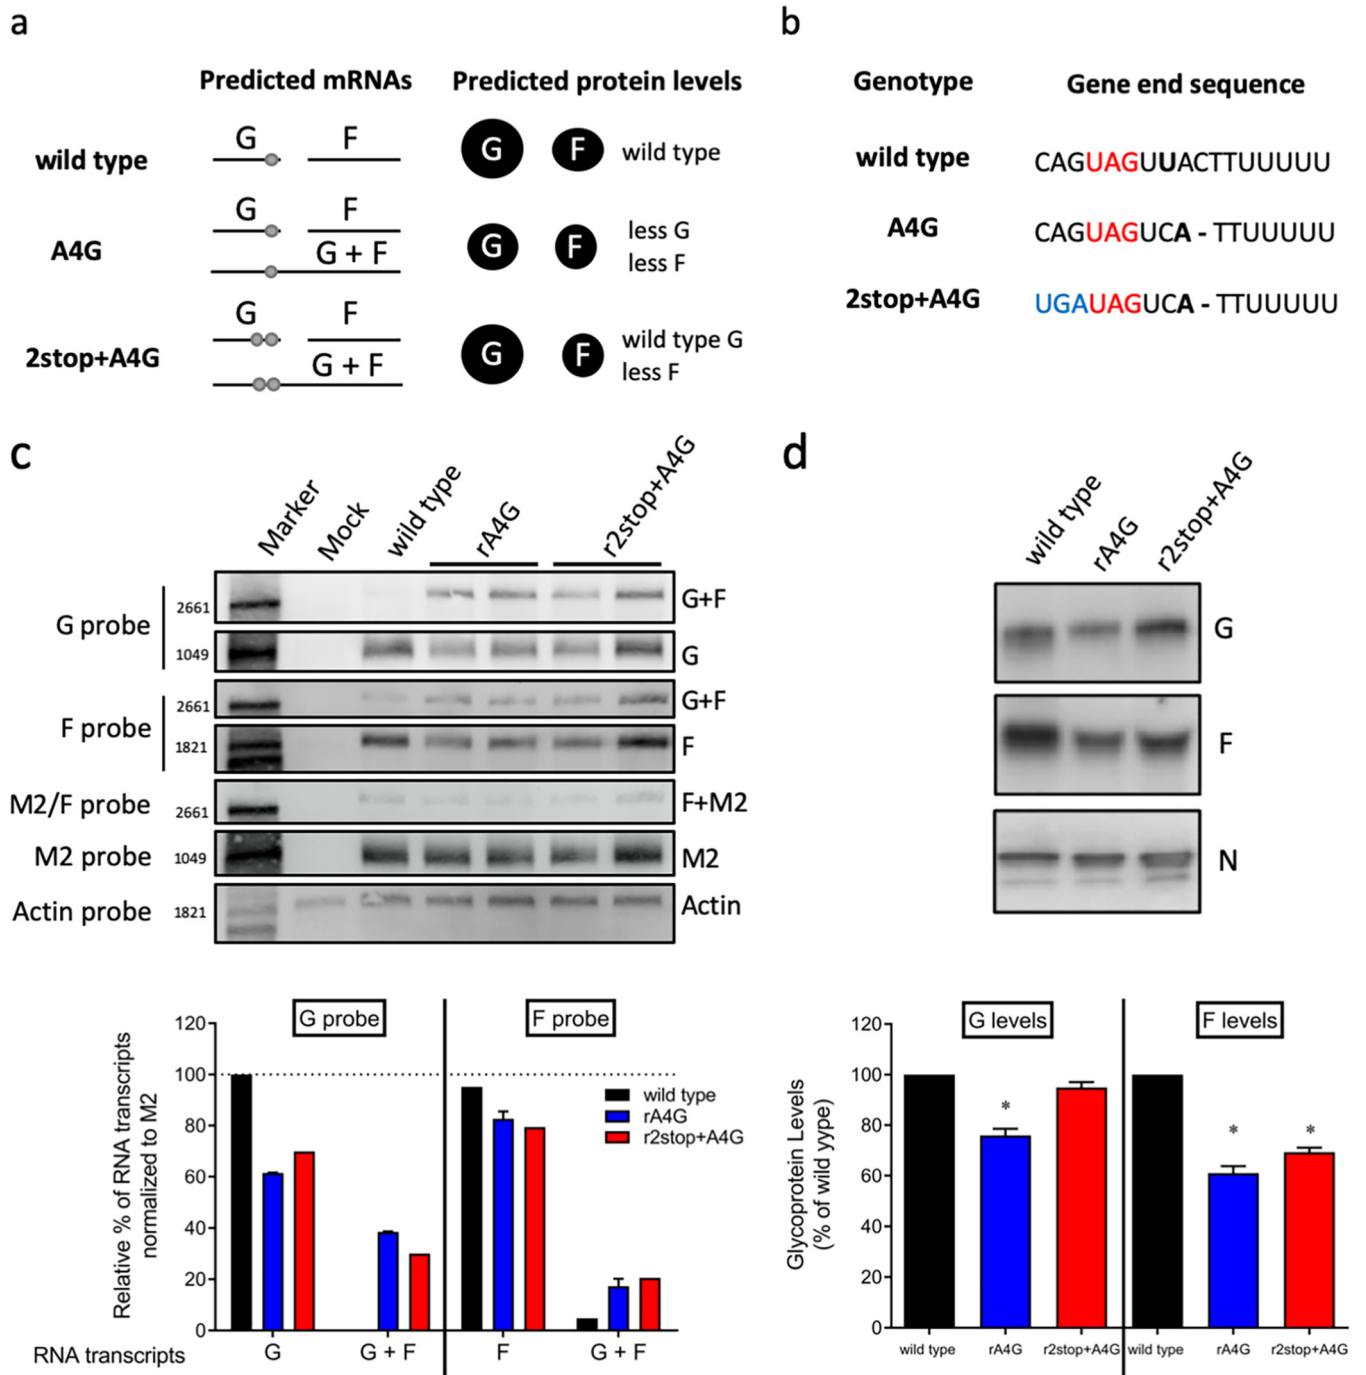 a
Predicted mRNAs Predicted protein levels
wild type G F G F wild type
A4G G F G + F G F less G
less F
2stop+A4G G F G + F G F wild type G
less F
b
Genotype Gene end sequence
wild type CAGUAGUUACTTUUUUU
A4G CAGUAGUCA - TTUUUUU
2stop+A4G UGAUAGUCA - TTUUUUU
c
Marker Mock wild type rA4G r2stop+A4G
G probe
2661 G+F
1049 G
F probe
2661 G+F
1821 F
M2/F probe 2661 F+M2
M2 probe 1049 M2
Actin probe 1821 Actin
G probe F probe
Relative % of RNA transcripts
normalized to M2
120
100
80
60
40
20
0
wild type
rA4G
r2stop+A4G
RNA transcripts G G + F F G + F
d
wild type rA4G r2stop+A4G
G
F
N
G levels F levels
Glycoprotein Levels
(% of wild yype)
120
100
80
60
40
20
0
* * *
wild type rA4G r2stop+A4G wild type rA4G r2stop+A4G